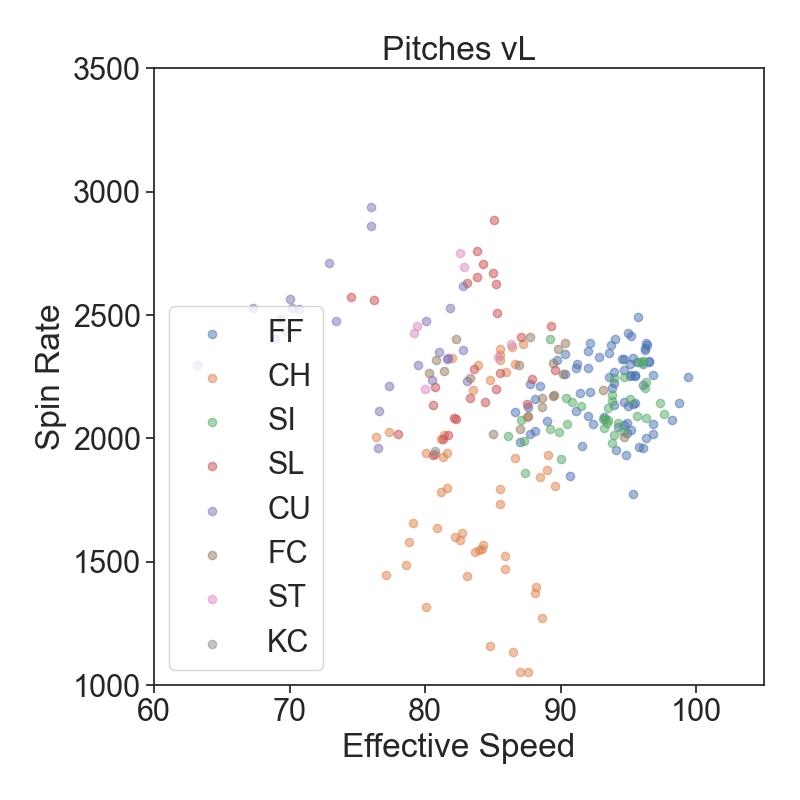 Pitches vL
3500
3000
2500
2000
1500
1000
Spin Rate
FF
CH
SI
SL
CU
FC
ST
KC
60 70 80 90 100
Effective Speed